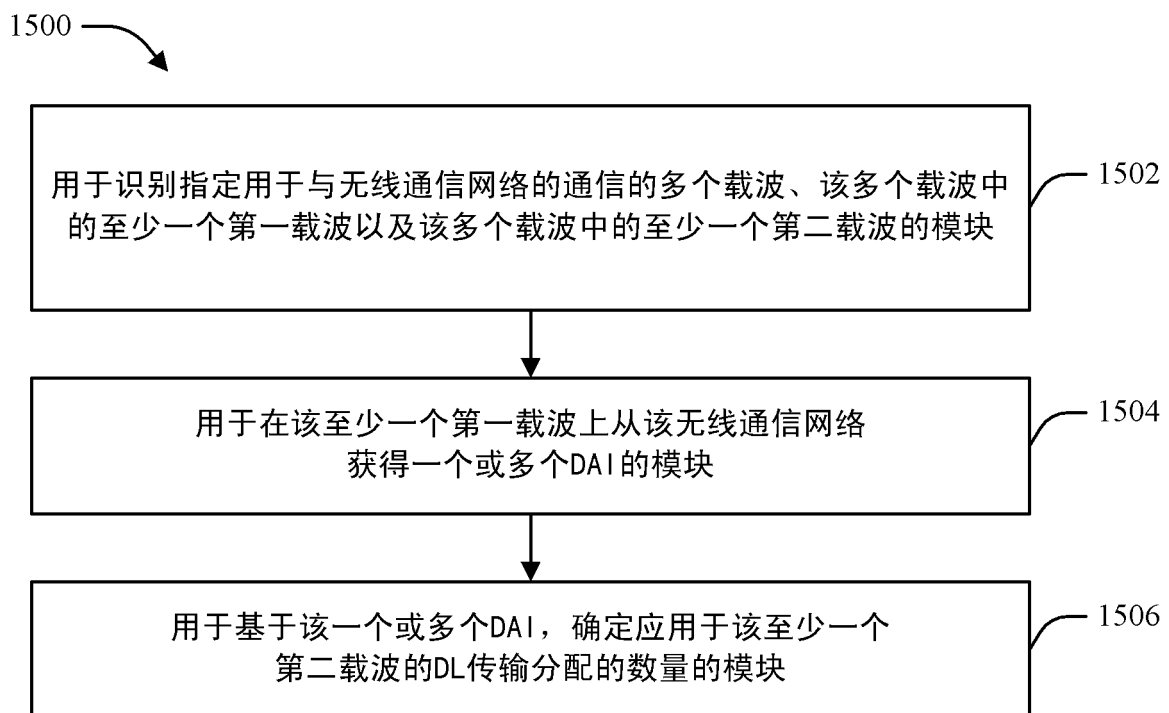 1500
用于识别指定用于与无线通信网络的通信的多个载波、该多个载波中
的至少一个第一载波以及该多个载波中的至少一个第二载波的模块
1502
用于在该至少一个第一载波上从该无线通信网络
获得一个或多个DAI的模块
1504
用于基于该一个或多个DAI，确定应用于该至少一个
第二载波的DL传输分配的数量的模块
1506